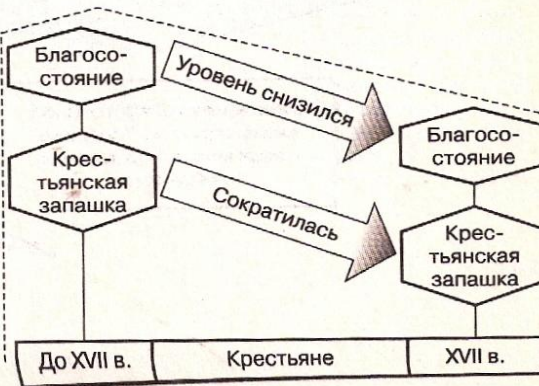 Благосо-
стояние
Крес-
тьянская
запашка
Уровень снизился
Сократилась
Благосо-
стояние
Крес-
тьянская
запашка
До XVII в.
Крестьяне
XVII в.